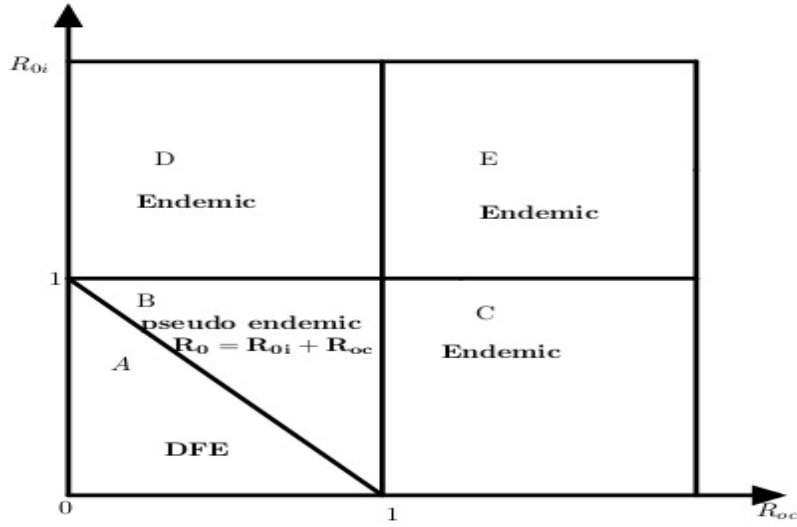 R₀ᵢ
D
E
Endemic
Endemic
1
B
C
pseudo endemic
R₀ = R₀ᵢ + Rₒc
Endemic
A
DFE
0
1
Rₒc